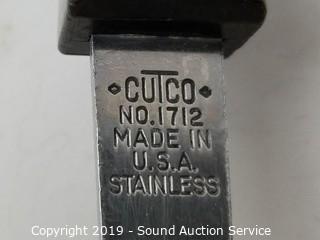 CUTCO
NO.1712
MADE IN
U.S.A.
STAINLESS
Copyright 2019 - Sound Auction Service